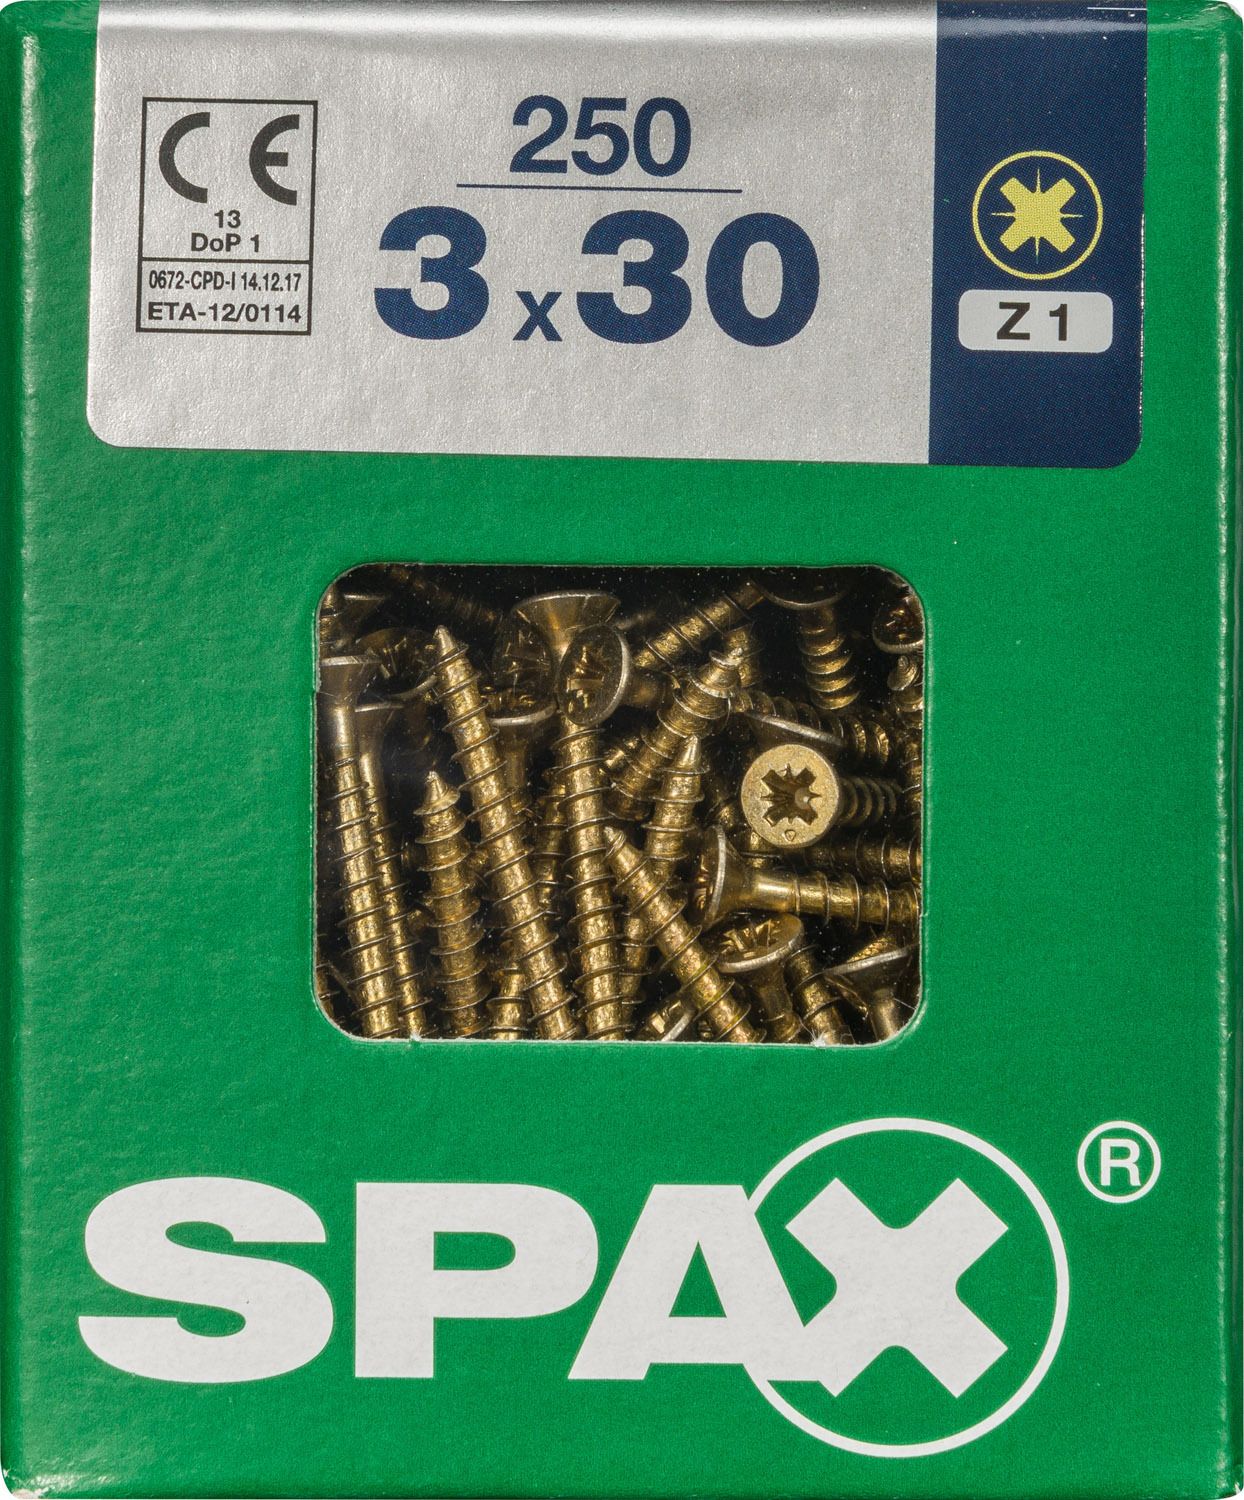 CE
13
DoP 1
0672-CPD-I 14.12.17
ETA-12/0114
250
3 x 30
Z 1
SPAX ®